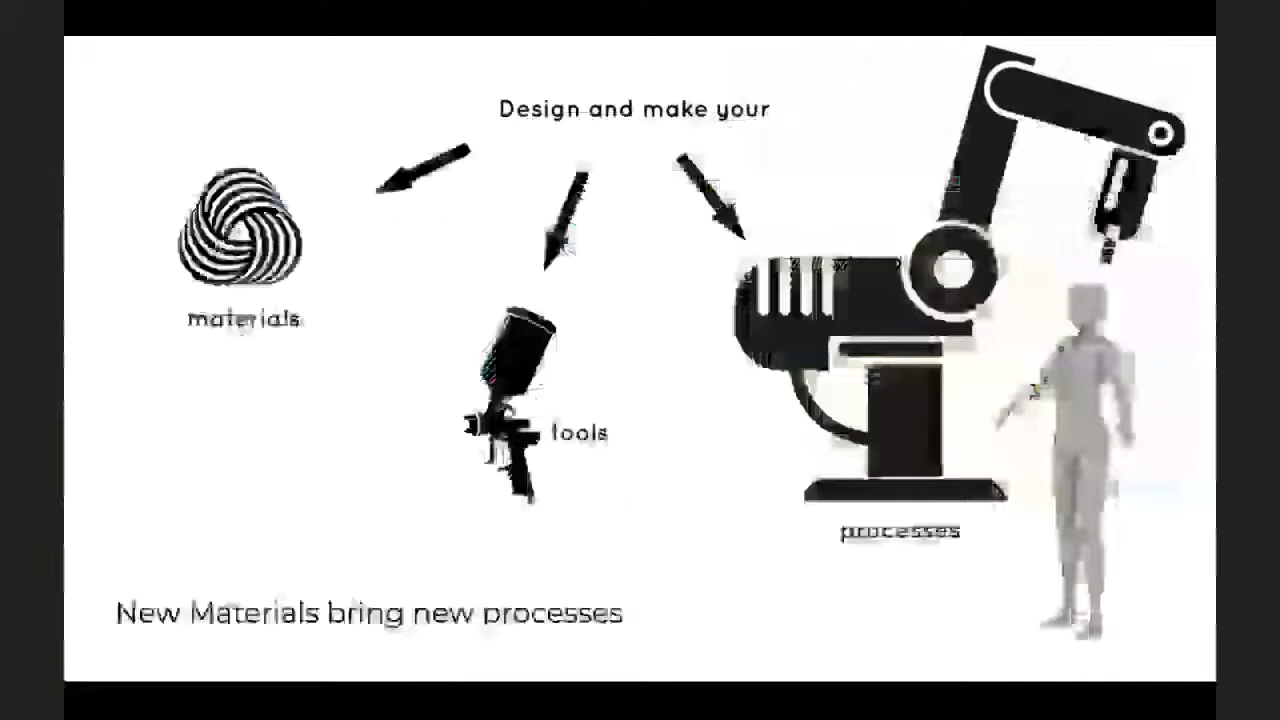 Design and make your
materials
tools
processes
New Materials bring new processes